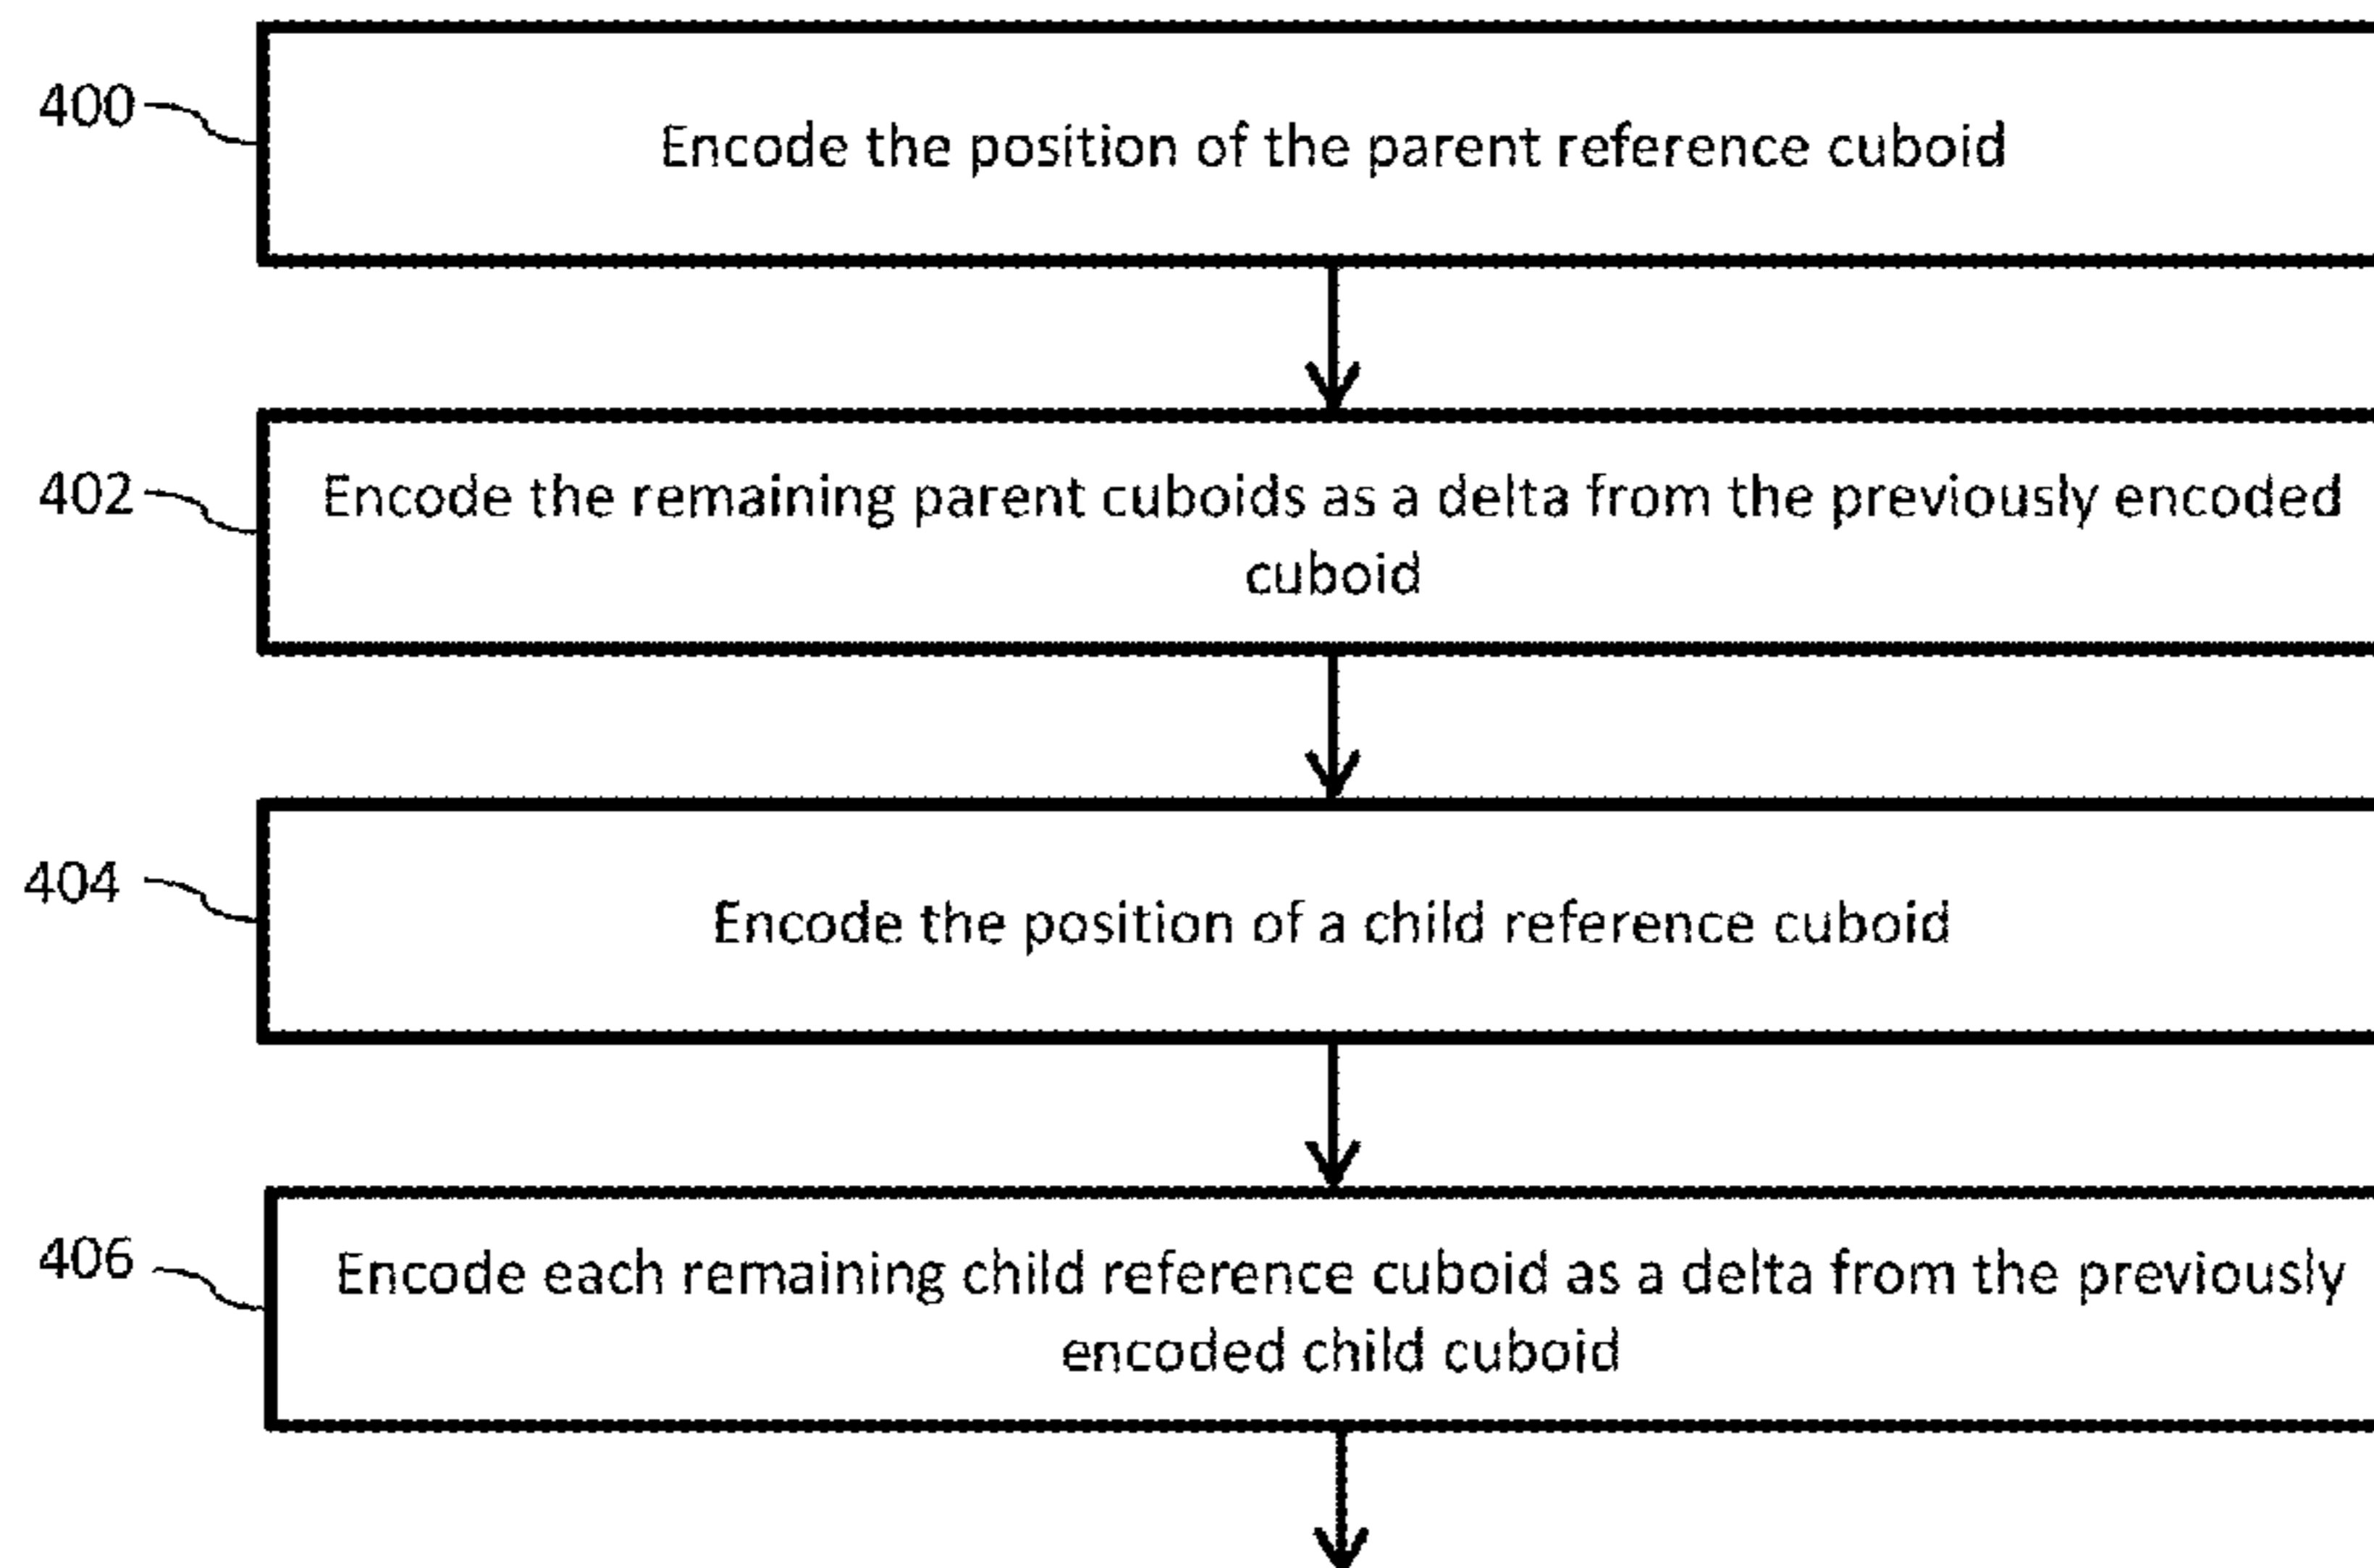 400
Encode the position of the parent reference cuboid
402
Encode the remaining parent cuboids as a delta from the previously encoded
cuboid
404
Encode the position of a child reference cuboid
406
Encode each remaining child reference cuboid as a delta from the previously
encoded child cuboid